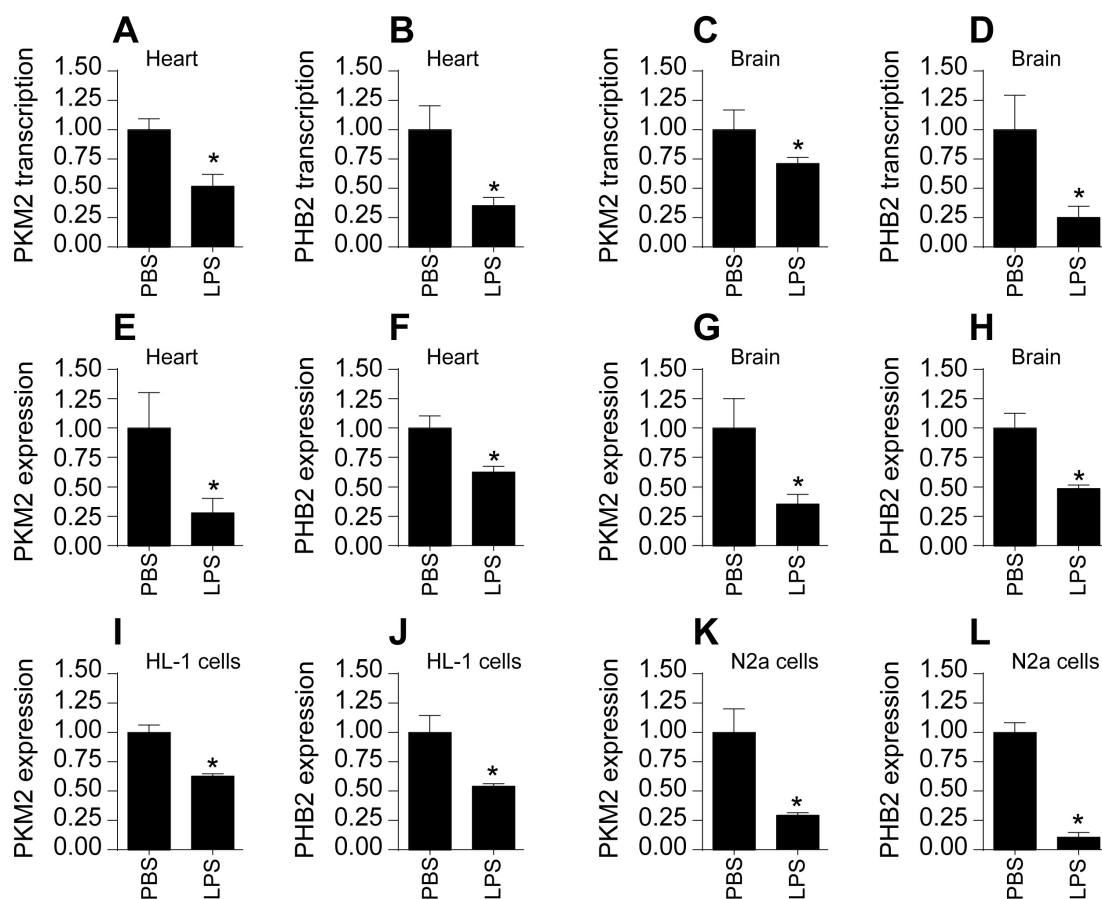 A
Heart
PKM2 transcription
1.50
1.25
1.00
0.75
0.50
0.25
0.00
*
PBS
LPS
B
Heart
PHB2 transcription
1.50
1.25
1.00
0.75
0.50
0.25
0.00
*
PBS
LPS
C
Brain
PKM2 transcription
1.50
1.25
1.00
0.75
0.50
0.25
0.00
*
PBS
LPS
D
Brain
PHB2 transcription
1.50
1.25
1.00
0.75
0.50
0.25
0.00
*
PBS
LPS
E
Heart
PKM2 expression
1.50
1.25
1.00
0.75
0.50
0.25
0.00
*
PBS
LPS
F
Heart
PHB2 expression
1.50
1.25
1.00
0.75
0.50
0.25
0.00
*
PBS
LPS
G
Brain
PKM2 expression
1.50
1.25
1.00
0.75
0.50
0.25
0.00
*
PBS
LPS
H
Brain
PHB2 expression
1.50
1.25
1.00
0.75
0.50
0.25
0.00
*
PBS
LPS
I
HL-1 cells
PKM2 expression
1.50
1.25
1.00
0.75
0.50
0.25
0.00
*
PBS
LPS
J
HL-1 cells
PHB2 expression
1.50
1.25
1.00
0.75
0.50
0.25
0.00
*
PBS
LPS
K
N2a cells
PKM2 expression
1.50
1.25
1.00
0.75
0.50
0.25
0.00
*
PBS
LPS
L
N2a cells
PHB2 expression
1.50
1.25
1.00
0.75
0.50
0.25
0.00
*
PBS
LPS